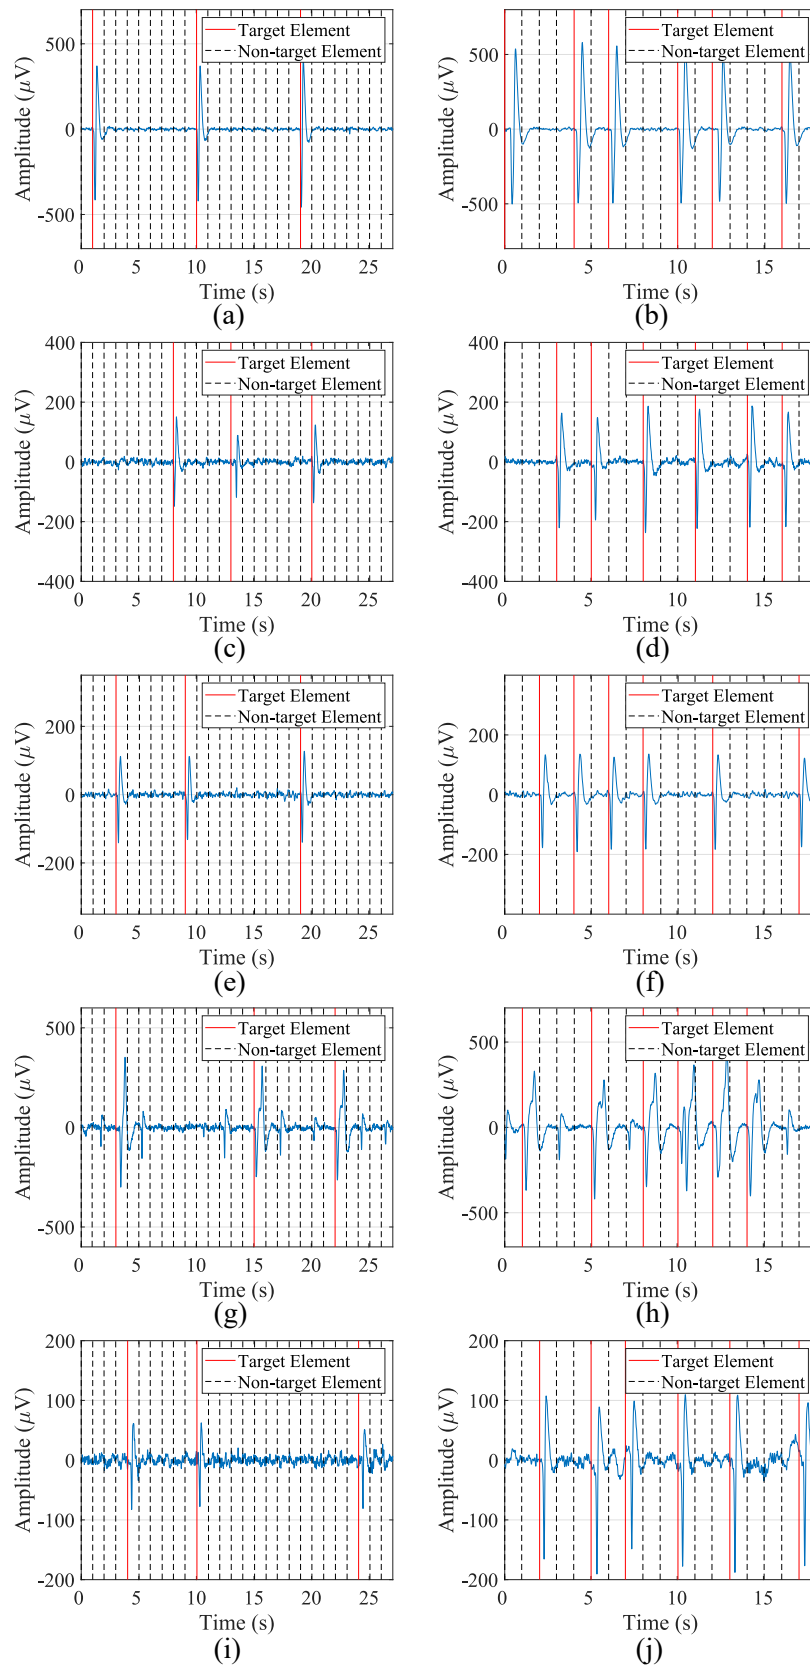 Target Element
Non-target Element
500
0
-500
Amplitude (μV)
0 5 10 15 20 25
Time (s)
(a)
Target Element
Non-target Element
500
0
-500
Amplitude (μV)
0 5 10 15
Time (s)
(b)
Target Element
Non-target Element
400
200
0
-200
-400
Amplitude (μV)
0 5 10 15 20 25
Time (s)
(c)
Target Element
Non-target Element
400
200
0
-200
-400
Amplitude (μV)
0 5 10 15
Time (s)
(d)
Target Element
Non-target Element
200
0
-200
Amplitude (μV)
0 5 10 15 20 25
Time (s)
(e)
Target Element
Non-target Element
200
0
-200
Amplitude (μV)
0 5 10 15
Time (s)
(f)
Target Element
Non-target Element
500
0
-500
Amplitude (μV)
0 5 10 15 20 25
Time (s)
(g)
Target Element
Non-target Element
500
0
-500
Amplitude (μV)
0 5 10 15
Time (s)
(h)
Target Element
Non-target Element
200
100
0
-100
-200
Amplitude (μV)
0 5 10 15 20 25
Time (s)
(i)
Target Element
Non-target Element
200
100
0
-100
-200
Amplitude (μV)
0 5 10 15
Time (s)
(j)